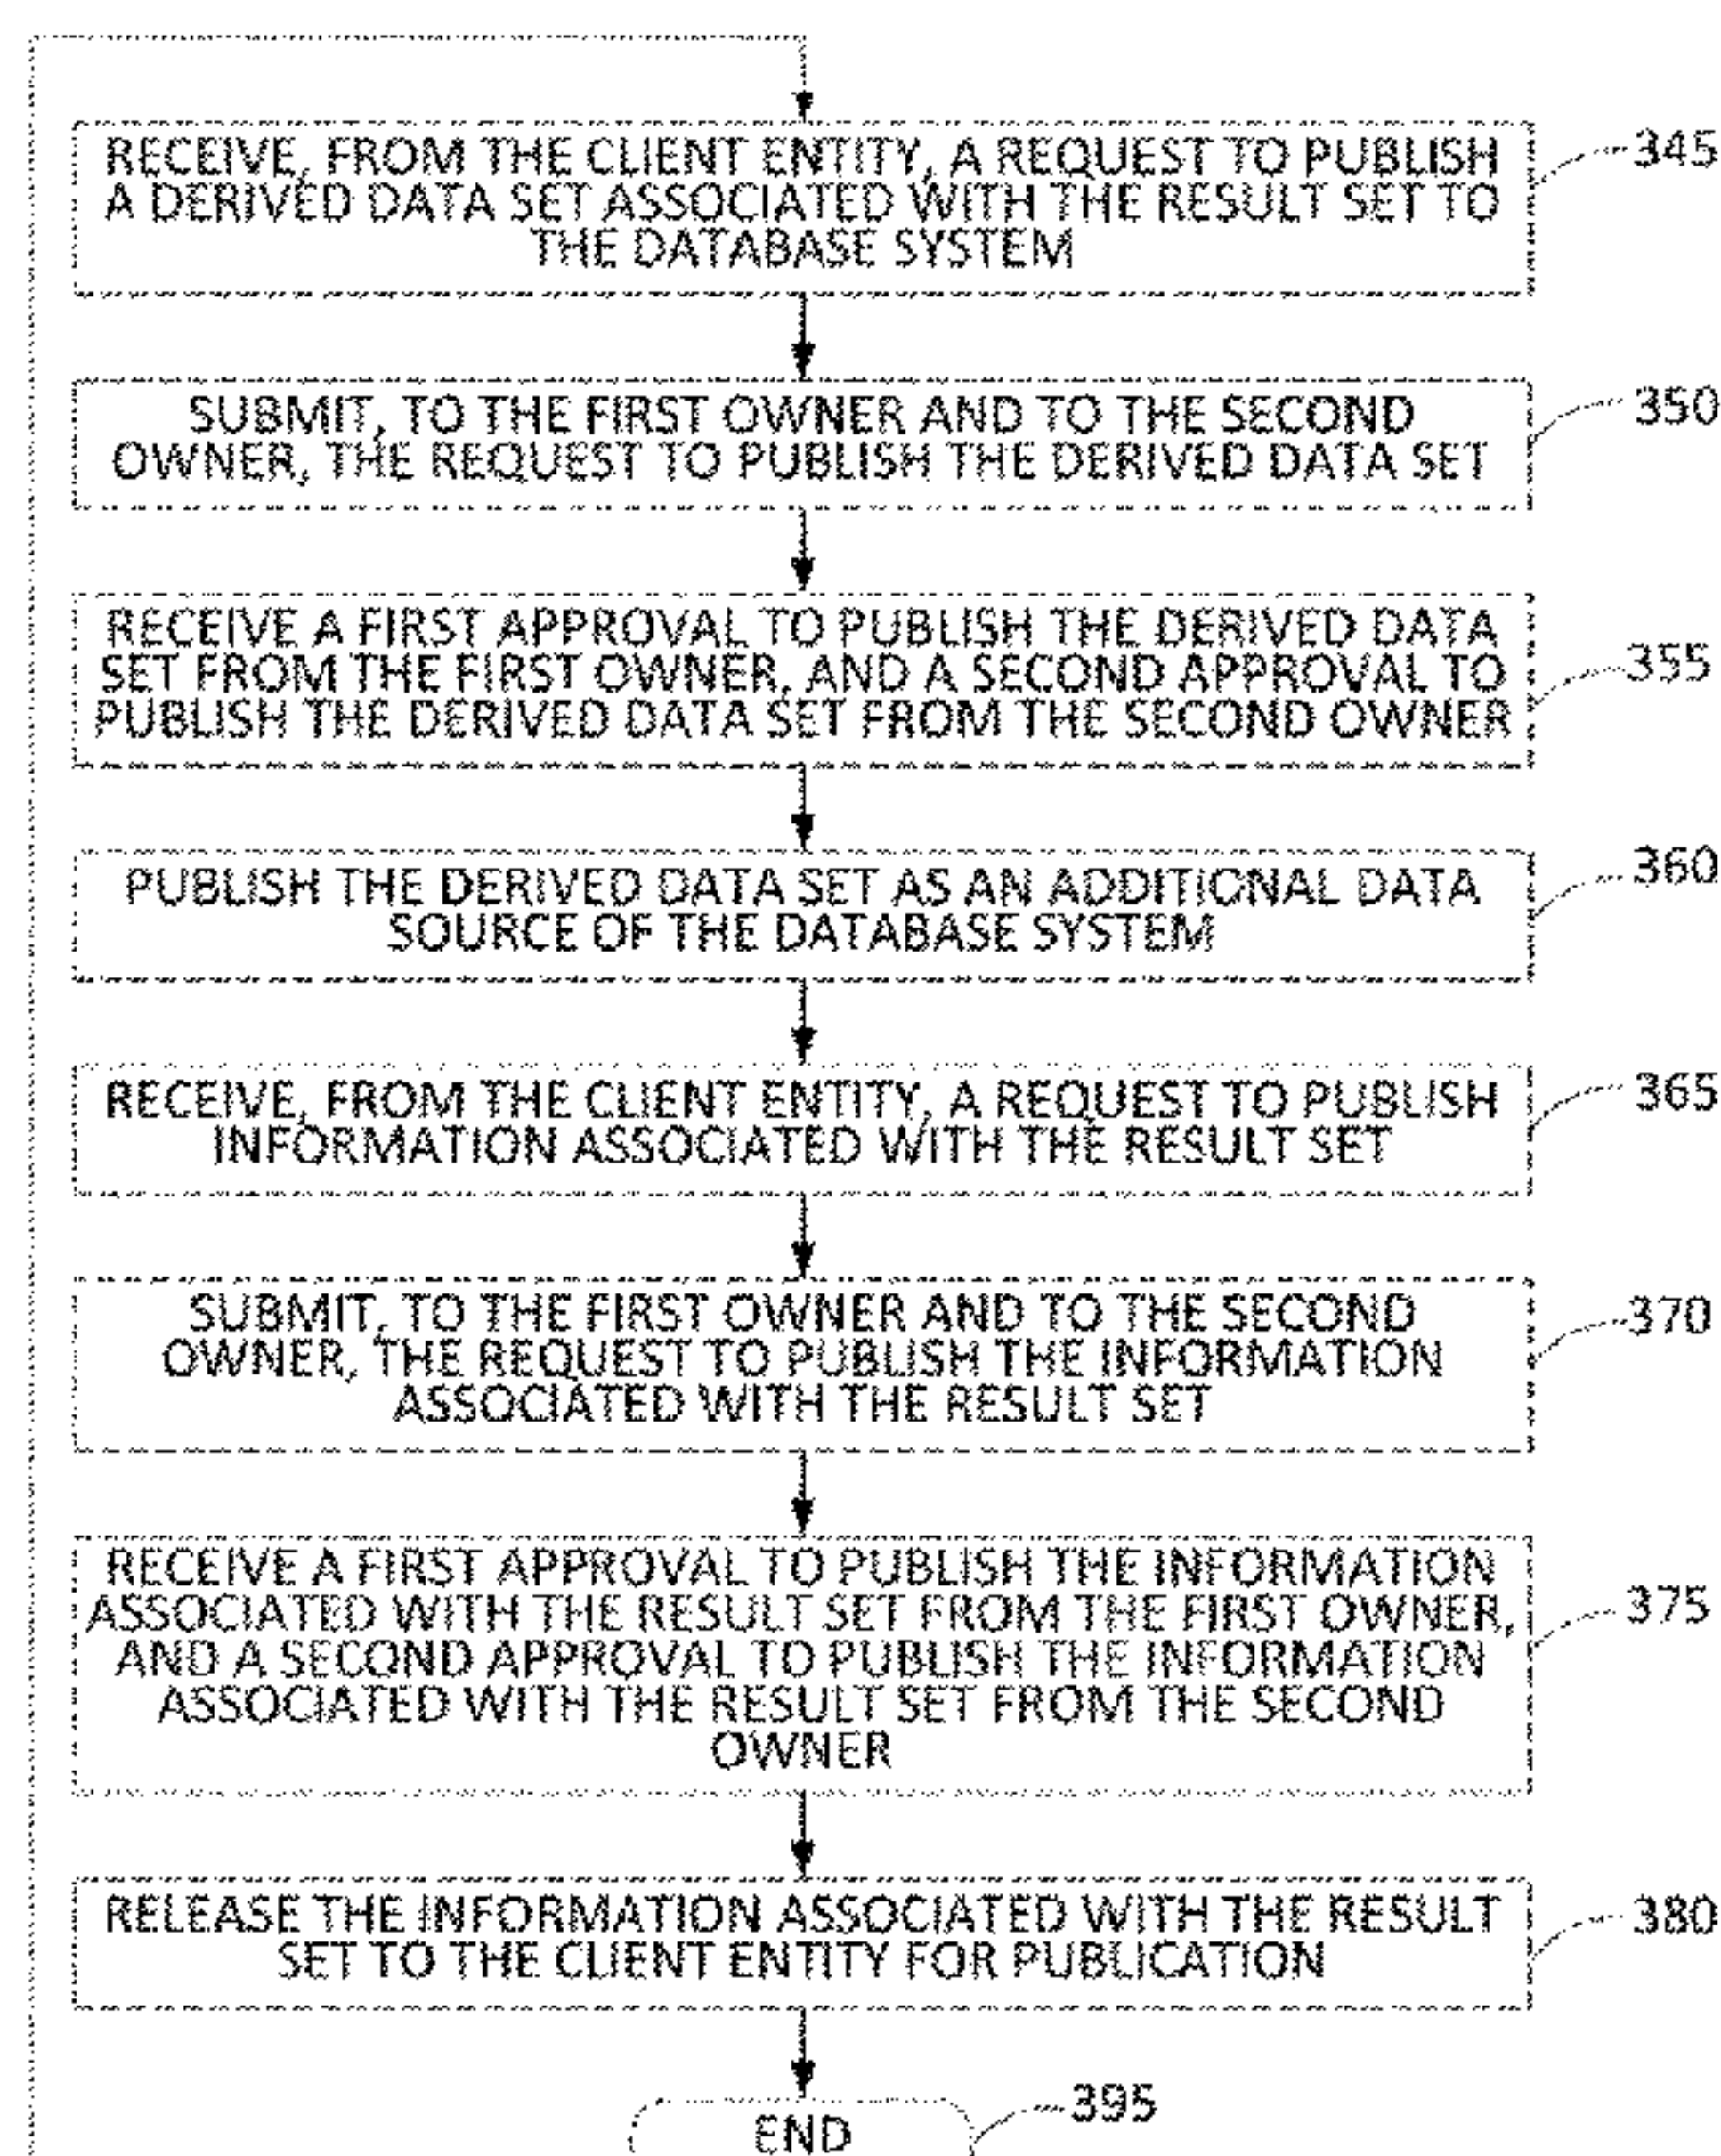 RECEIVE, FROM THE CLIENT ENTITY, A REQUEST TO PUBLISH
A DERIVED DATA SET ASSOCIATED WITH THE RESULT SET TO
THE DATABASE SYSTEM
345
SUBMIT, TO THE FIRST OWNER AND TO THE SECOND
OWNER, THE REQUEST TO PUBLISH THE DERIVED DATA SET
350
RECEIVE A FIRST APPROVAL TO PUBLISH THE DERIVED DATA
SET FROM THE FIRST OWNER, AND A SECOND APPROVAL TO
PUBLISH THE DERIVED DATA SET FROM THE SECOND OWNER
355
PUBLISH THE DERIVED DATA SET AS AN ADDITIONAL DATA
SOURCE OF THE DATABASE SYSTEM
360
RECEIVE, FROM THE CLIENT ENTITY, A REQUEST TO PUBLISH
INFORMATION ASSOCIATED WITH THE RESULT SET
365
SUBMIT, TO THE FIRST OWNER AND TO THE SECOND
OWNER, THE REQUEST TO PUBLISH THE INFORMATION
ASSOCIATED WITH THE RESULT SET
370
RECEIVE A FIRST APPROVAL TO PUBLISH THE INFORMATION
ASSOCIATED WITH THE RESULT SET FROM THE FIRST OWNER,
AND A SECOND APPROVAL TO PUBLISH THE INFORMATION
ASSOCIATED WITH THE RESULT SET FROM THE SECOND
OWNER
375
RELEASE THE INFORMATION ASSOCIATED WITH THE RESULT
SET TO THE CLIENT ENTITY FOR PUBLICATION
380
END
395